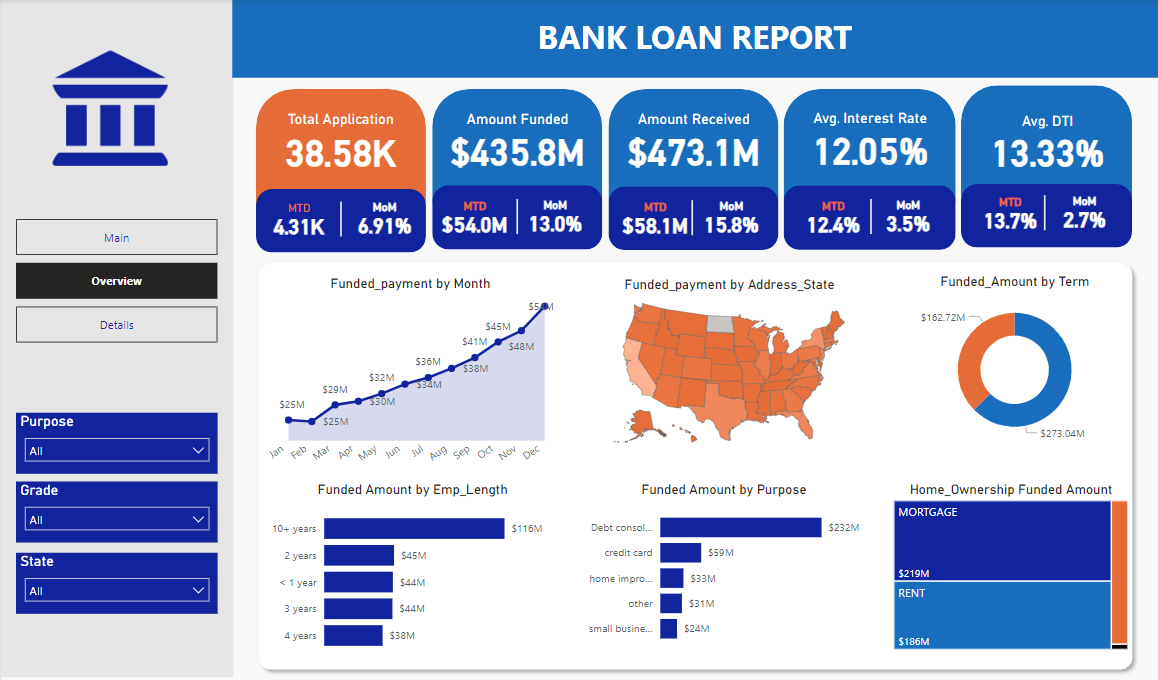 BANK LOAN REPORT
Main
Overview
Details
Purpose
All
Grade
All
State
All
Total Application
38.58K
MTD
4.31K
MoM
6.91%
Amount Funded
$435.8M
MTD
$54.0M
MoM
13.0%
Amount Received
$473.1M
MTD
$58.1M
MoM
15.8%
Avg. Interest Rate
12.05%
MTD
12.4%
MoM
3.5%
Avg. DTI
13.33%
MTD
13.7%
MoM
2.7%
Funded_payment by Month
$25M
$25M
$29M
$30M
$32M
$34M
$36M
$38M
$41M
$45M
$48M
Jan
Feb
Mar
Apr
May
Jun
Jul
Aug
Sep
Oct
Nov
Dec
Funded_payment by Address_State
Funded_Amount by Term
$162.72M
$273.04M
Funded Amount by Emp_Length
10+ years $116M
2 years $45M
< 1 year $44M
3 years $44M
4 years $38M
Funded Amount by Purpose
Debt consol... $232M
credit card $59M
home impro... $33M
other $31M
small busine... $24M
Home_Ownership Funded Amount
MORTGAGE
$219M
RENT
$186M